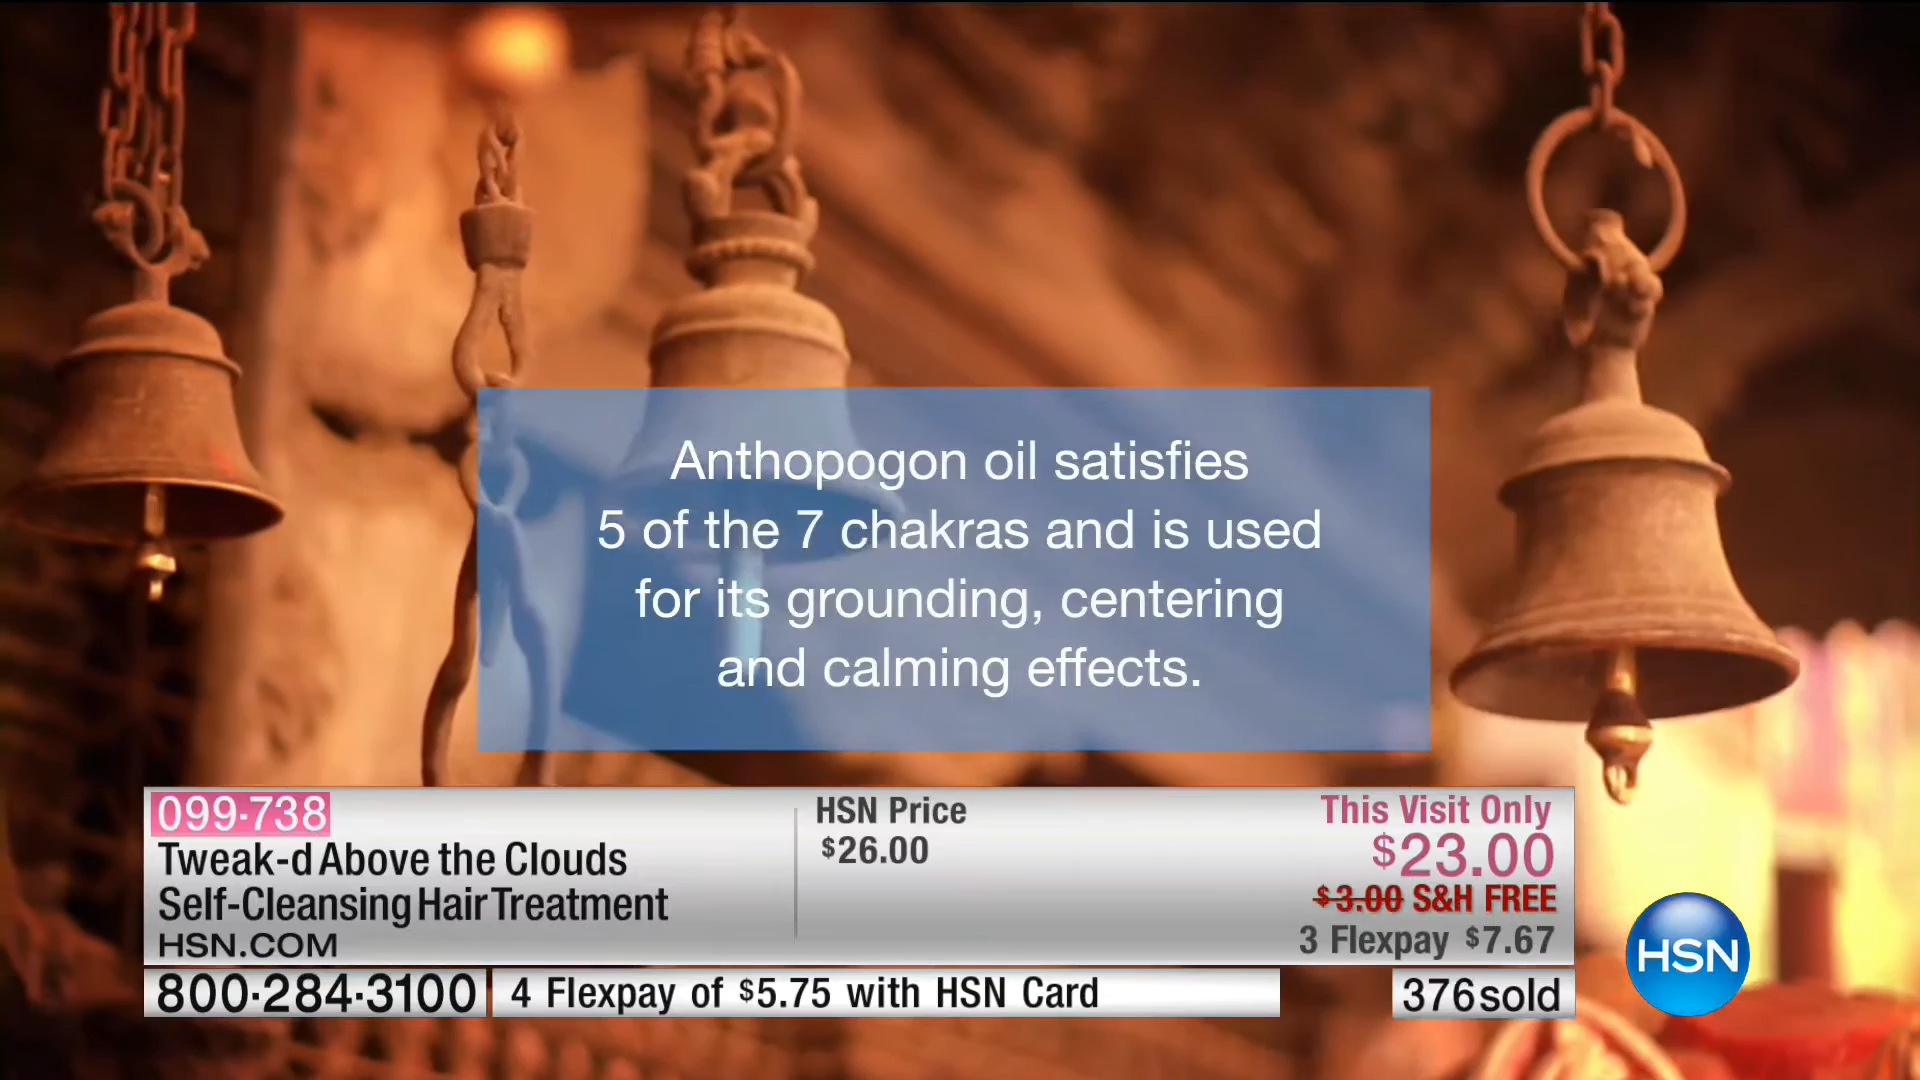 Anthopogon oil satisfies
5 of the 7 chakras and is used
for its grounding, centering
and calming effects.
099-738
Tweak-d Above the Clouds
Self-Cleansing Hair Treatment
HSN.COM
HSN Price
$26.00
This Visit Only
$23.00
$3.00 S&H FREE
3 Flexpay $7.67
800-284-3100
4 Flexpay of $5.75 with HSN Card
376 sold
HSN